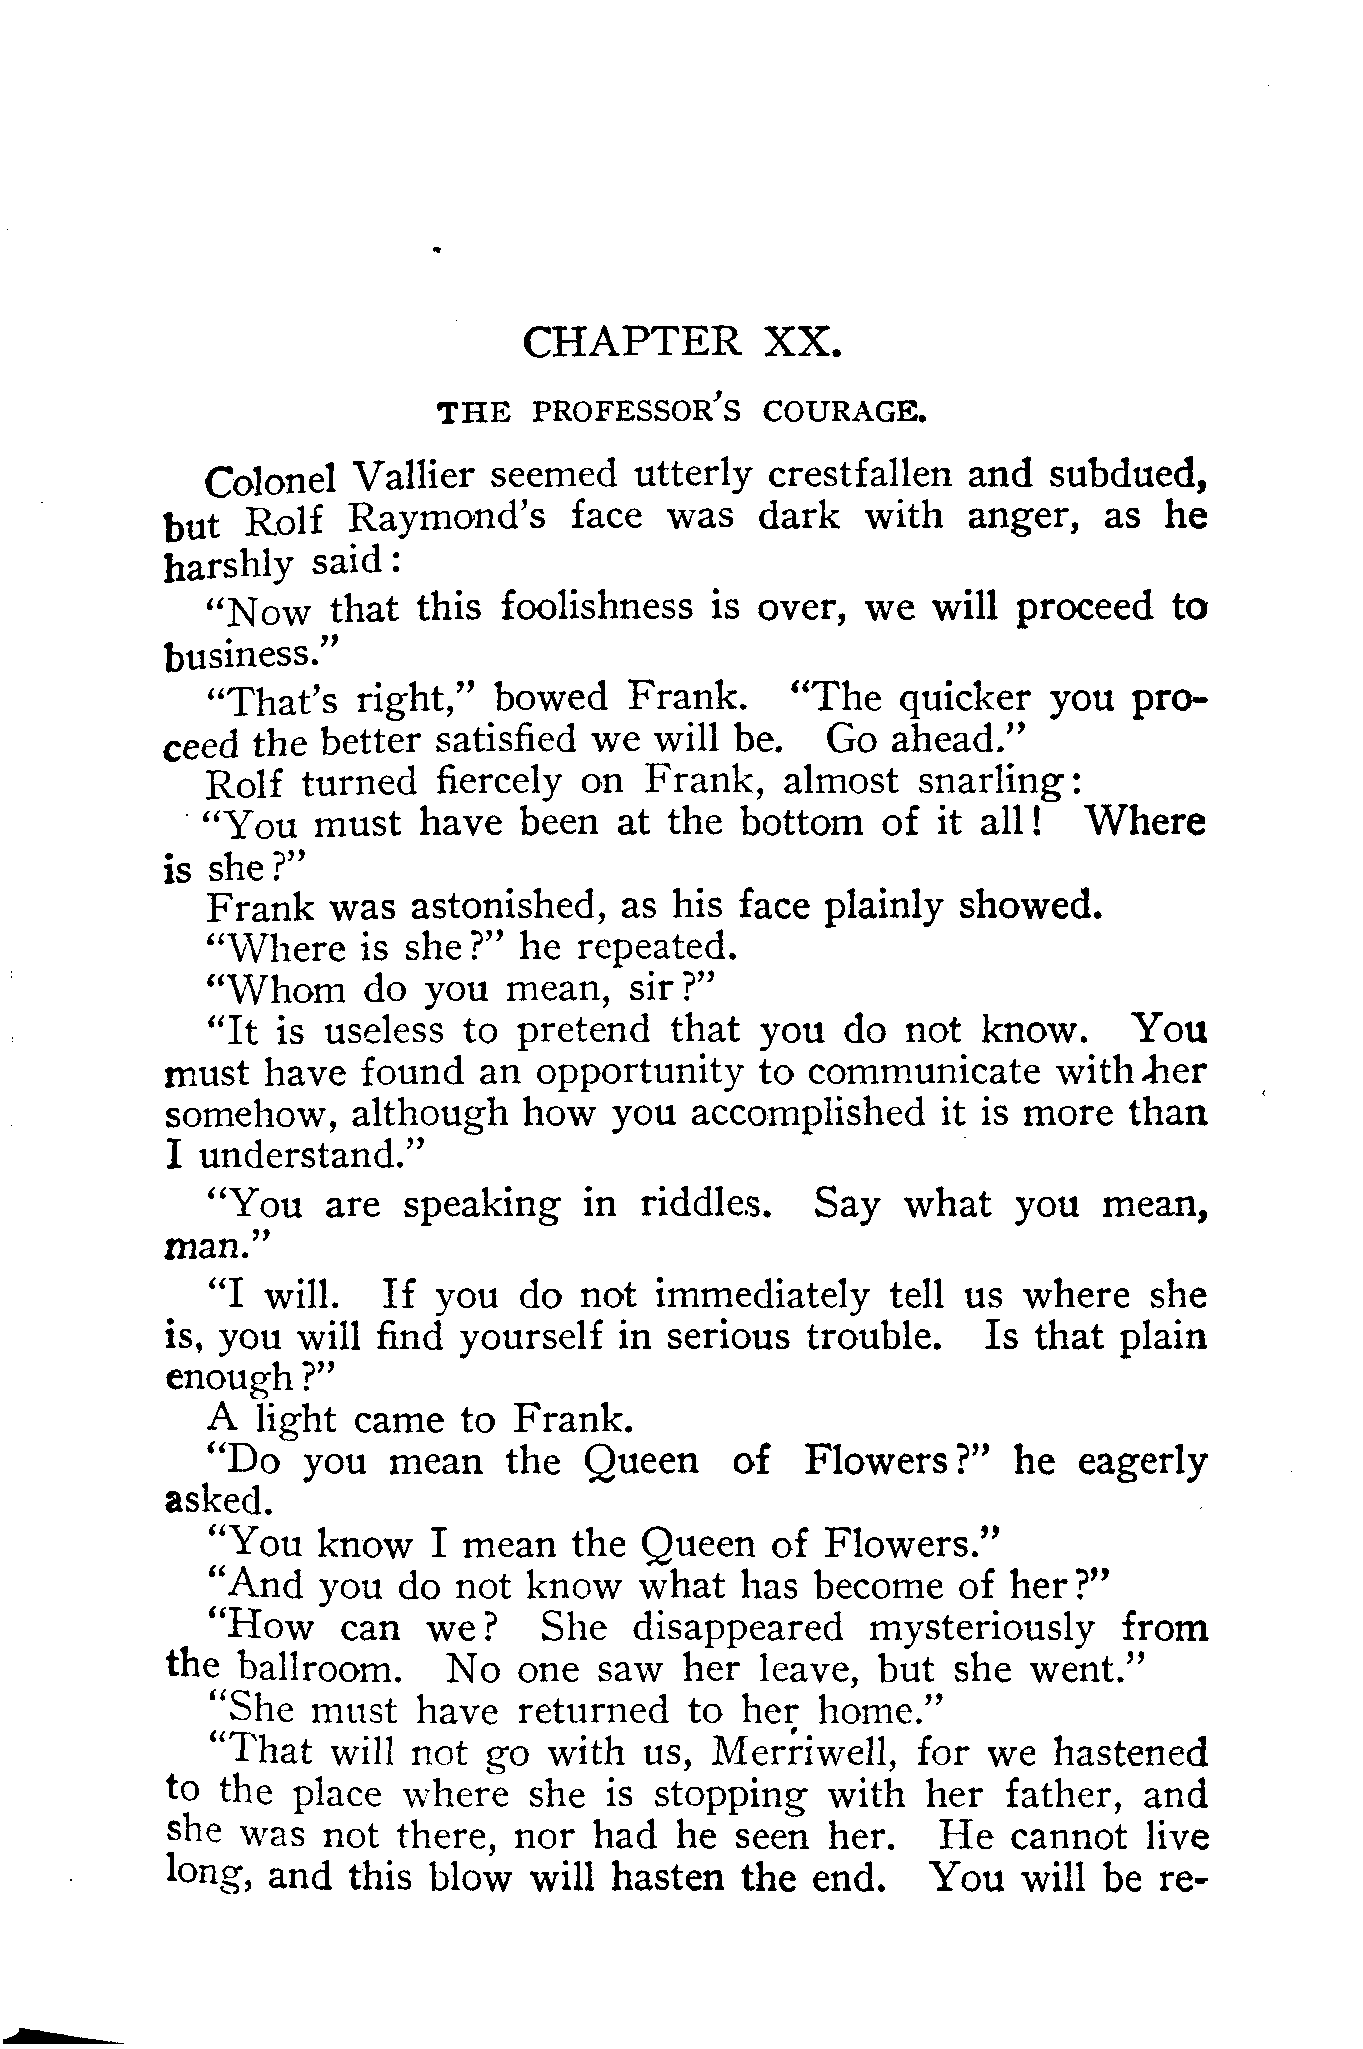 CHAPTER XX.
THE PROFESSOR'S COURAGE.
Colonel Vallier seemed utterly crestfallen and subdued,
but Rolf Raymond's face was dark with anger, as he
harshly said:
"Now that this foolishness is over, we will proceed to
business."
"That's right," bowed Frank. "The quicker you pro-
ceed the better satisfied we will be. Go ahead."
Rolf turned fiercely on Frank, almost snarling:
"You must have been at the bottom of it all! Where
is she?"
Frank was astonished, as his face plainly showed.
"Where is she?" he repeated.
"Whom do you mean, sir?"
"It is useless to pretend that you do not know. You
must have found an opportunity to communicate with her
somehow, although how you accomplished it is more than
I understand."
"You are speaking in riddles. Say what you mean,
man."
"I will. If you do not immediately tell us where she
is, you will find yourself in serious trouble. Is that plain
enough?"
A light came to Frank.
"Do you mean the Queen of Flowers?" he eagerly
asked.
"You know I mean the Queen of Flowers."
"And you do not know what has become of her?"
"How can we? She disappeared mysteriously from
the ballroom. No one saw her leave, but she went."
"She must have returned to her home."
"That will not go with us, Merriwell, for we hastened
to the place where she is stopping with her father, and
she was not there, nor had he seen her. He cannot live
long, and this blow will hasten the end. You will be re-